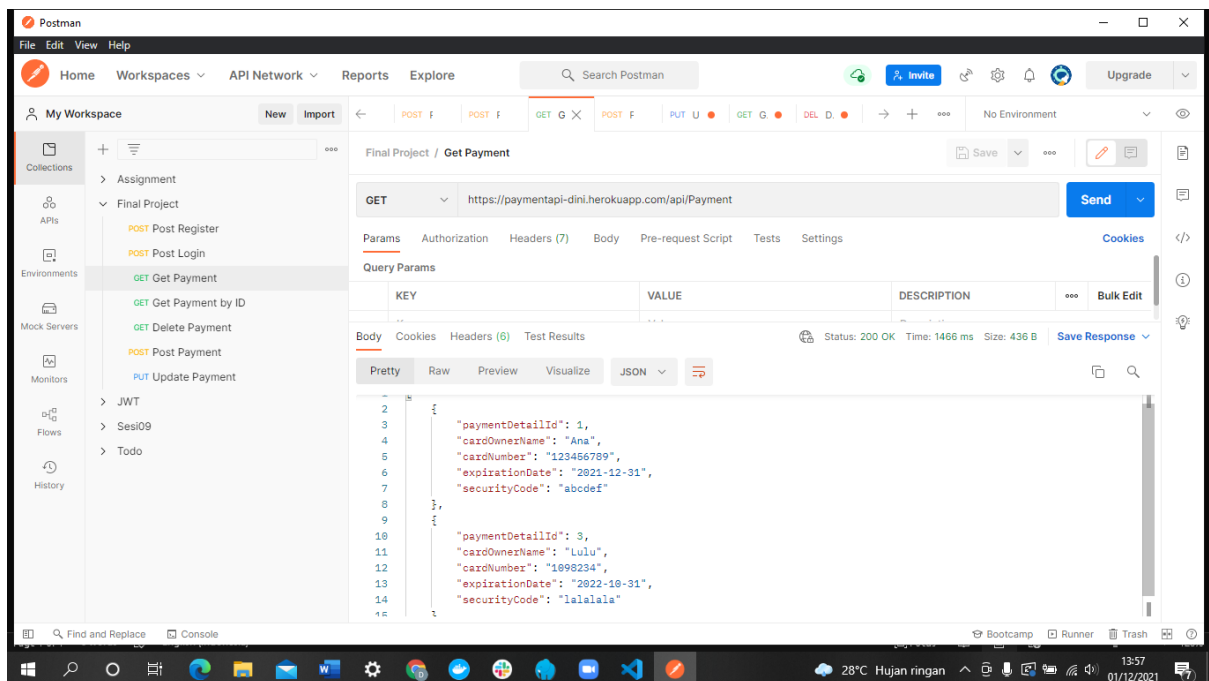 Postman
File Edit View Help
Home Workspaces API Network Reports Explore Search Postman Invite Upgrade
My Workspace New Import POST F POST F GET G POST F PUT U GET G. DEL D. No Environment
Collections
APIs
Environments
Mock Servers
Monitors
Flows
History
Assignment
Final Project
POST Post Register
POST Post Login
GET Get Payment
GET Get Payment by ID
GET Delete Payment
POST Post Payment
PUT Update Payment
JWT
Sesi09
Todo
Final Project / Get Payment Save
GET https://paymentapi-dini.herokuapp.com/api/Payment Send
Params Authorization Headers (7) Body Pre-request Script Tests Settings Cookies
Query Params
KEY VALUE DESCRIPTION Bulk Edit
Body Cookies Headers (6) Test Results Status: 200 OK Time: 1466 ms Size: 436 B Save Response
Pretty Raw Preview Visualize JSON
1 [
2 {
3 "paymentDetailId": 1,
4 "cardOwnerName": "Ana",
5 "cardNumber": "123456789",
6 "expirationDate": "2021-12-31",
7 "securityCode": "abcdef"
8 },
9 {
10 "paymentDetailId": 3,
11 "cardOwnerName": "Lulu",
12 "cardNumber": "1098234",
13 "expirationDate": "2022-10-31",
14 "securityCode": "lalalala"
15 }
Find and Replace Console Bootcamp Runner Trash
28°C Hujan ringan 13:57
01/12/2021